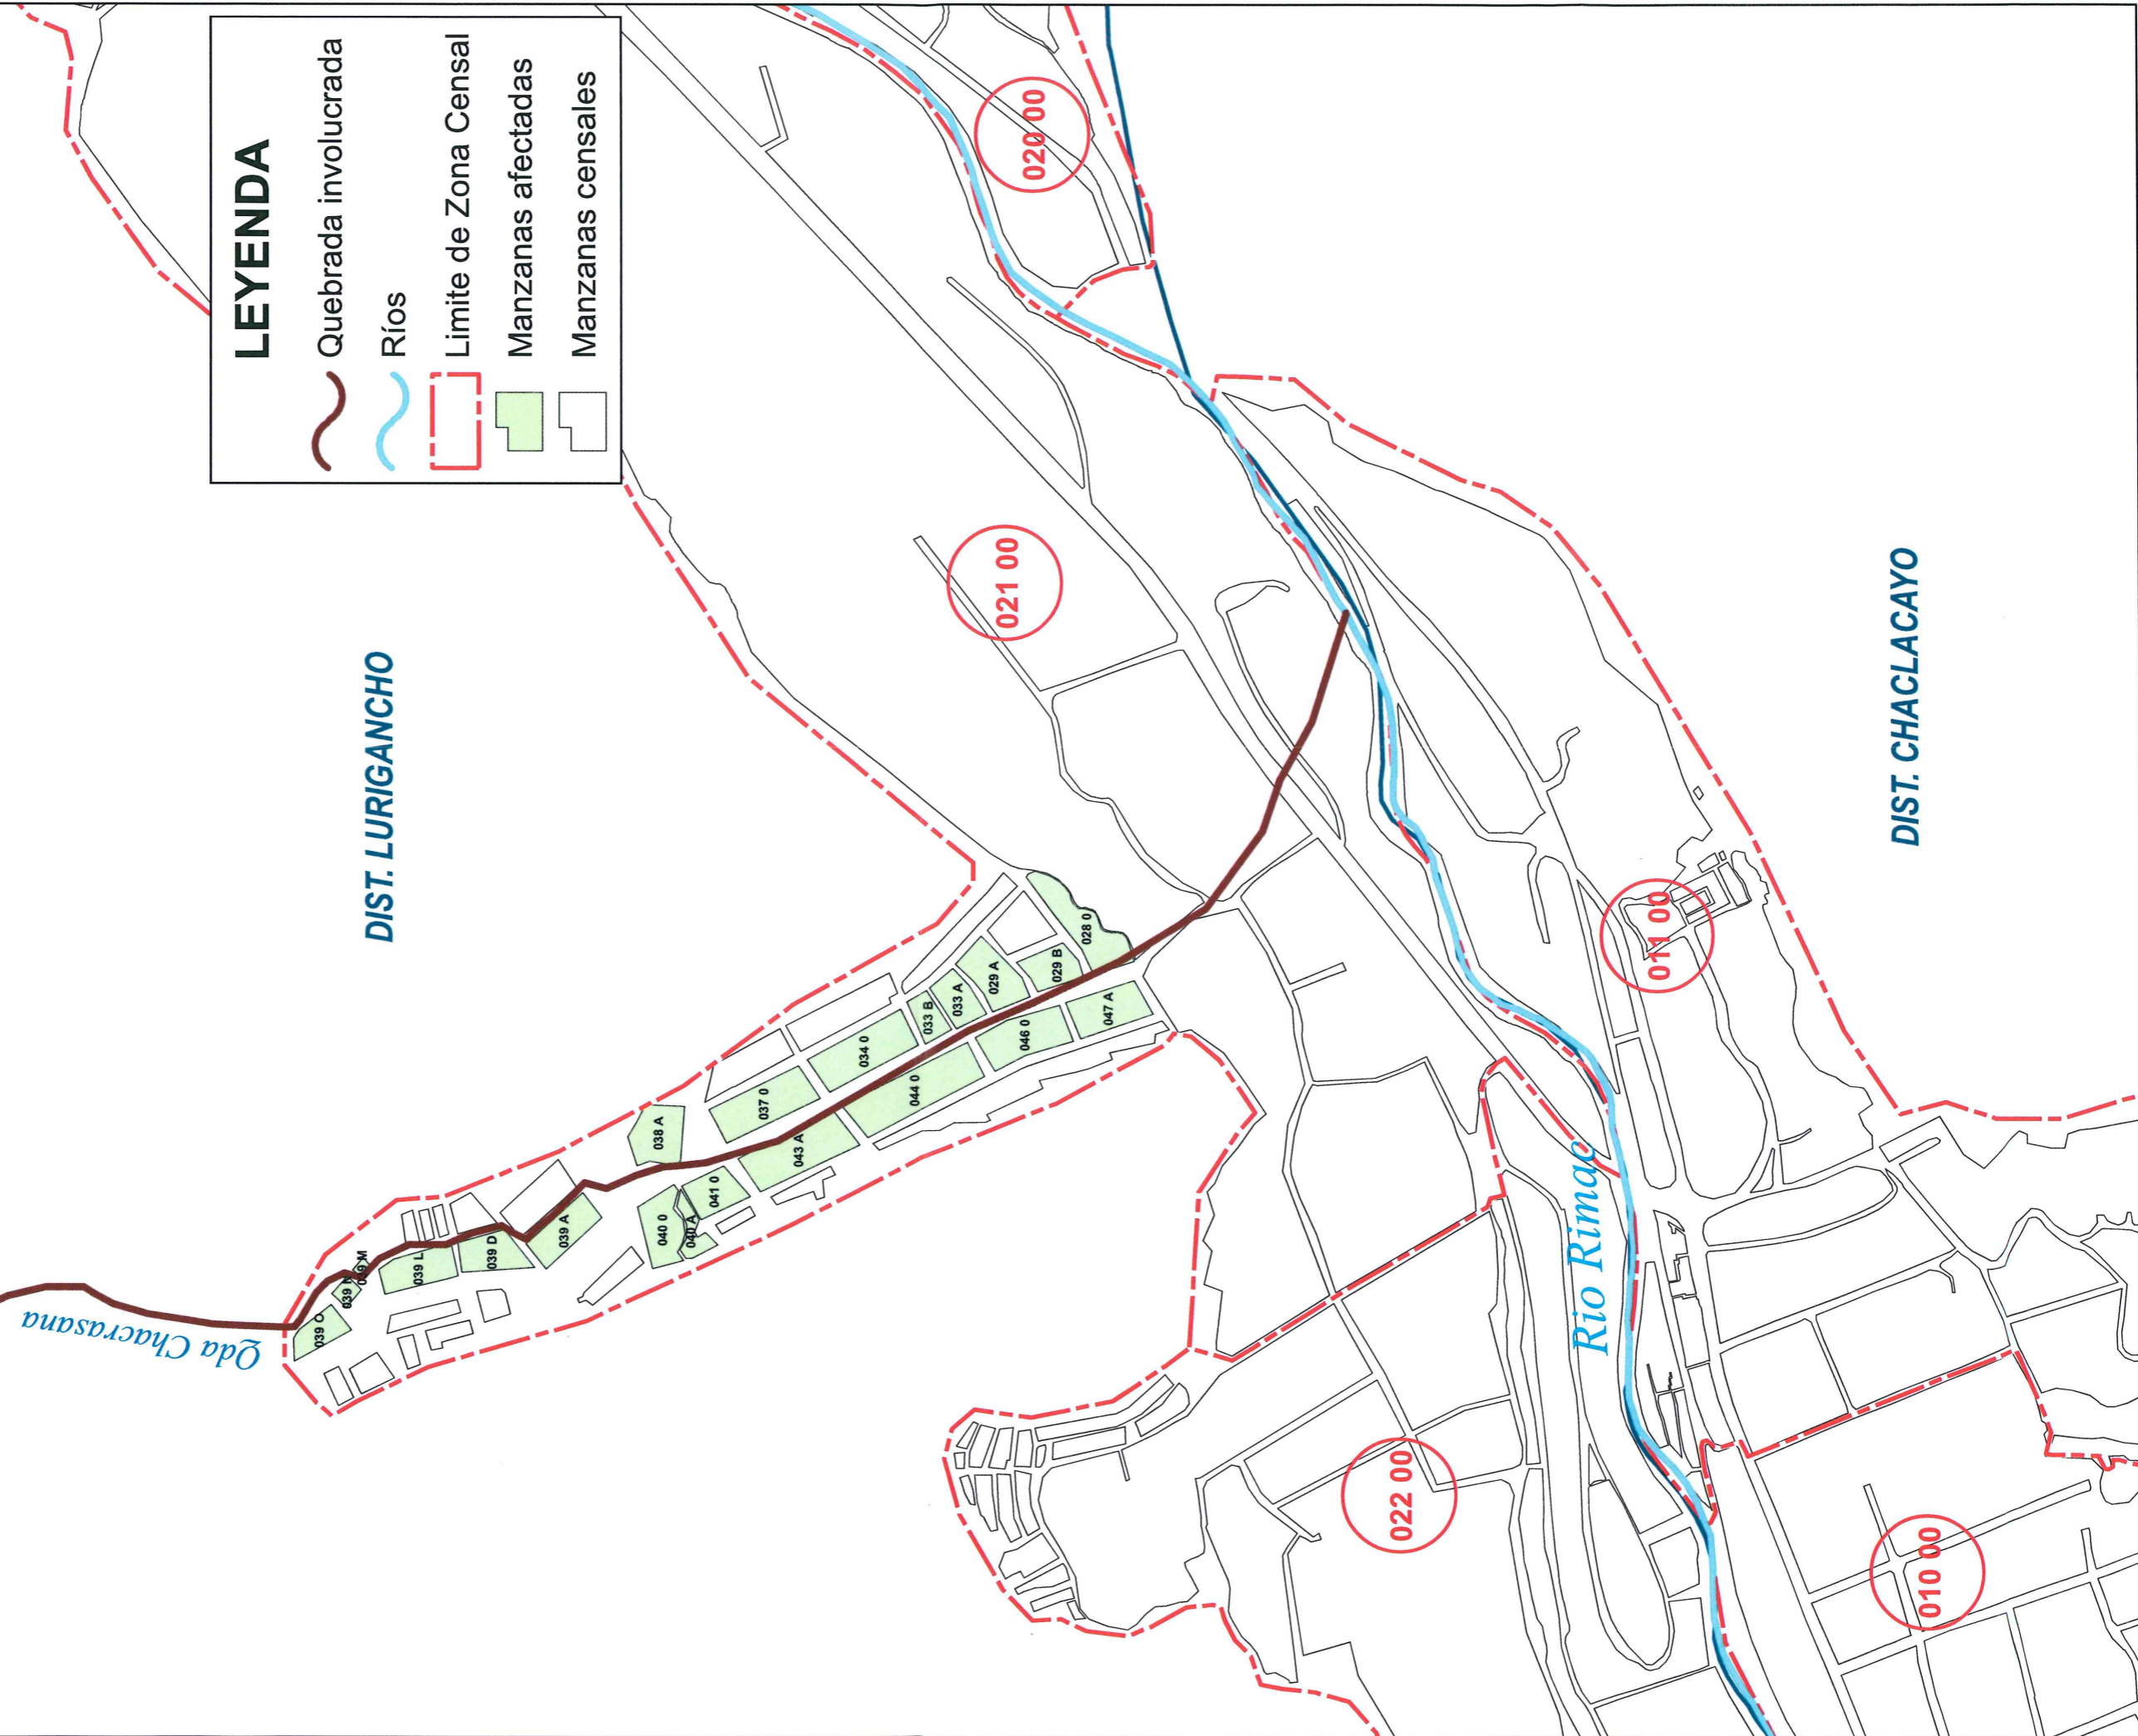 LEYENDA
Quebrada involucrada
Ríos
Limite de Zona Censal
Manzanas afectadas
Manzanas censales
DIST. LURIGANCHO
DIST. CHACLACAYO
Qda Chacrasana
Rio Rimac
020 00
021 00
011 00
022 00
010 00
039 O
039 N
039 M
039 L
039 D
039 A
038 A
040 0
040 A
041 0
037 0
043 A
034 0
044 0
033 B
033 A
029 A
029 B
028 0
046 0
047 A